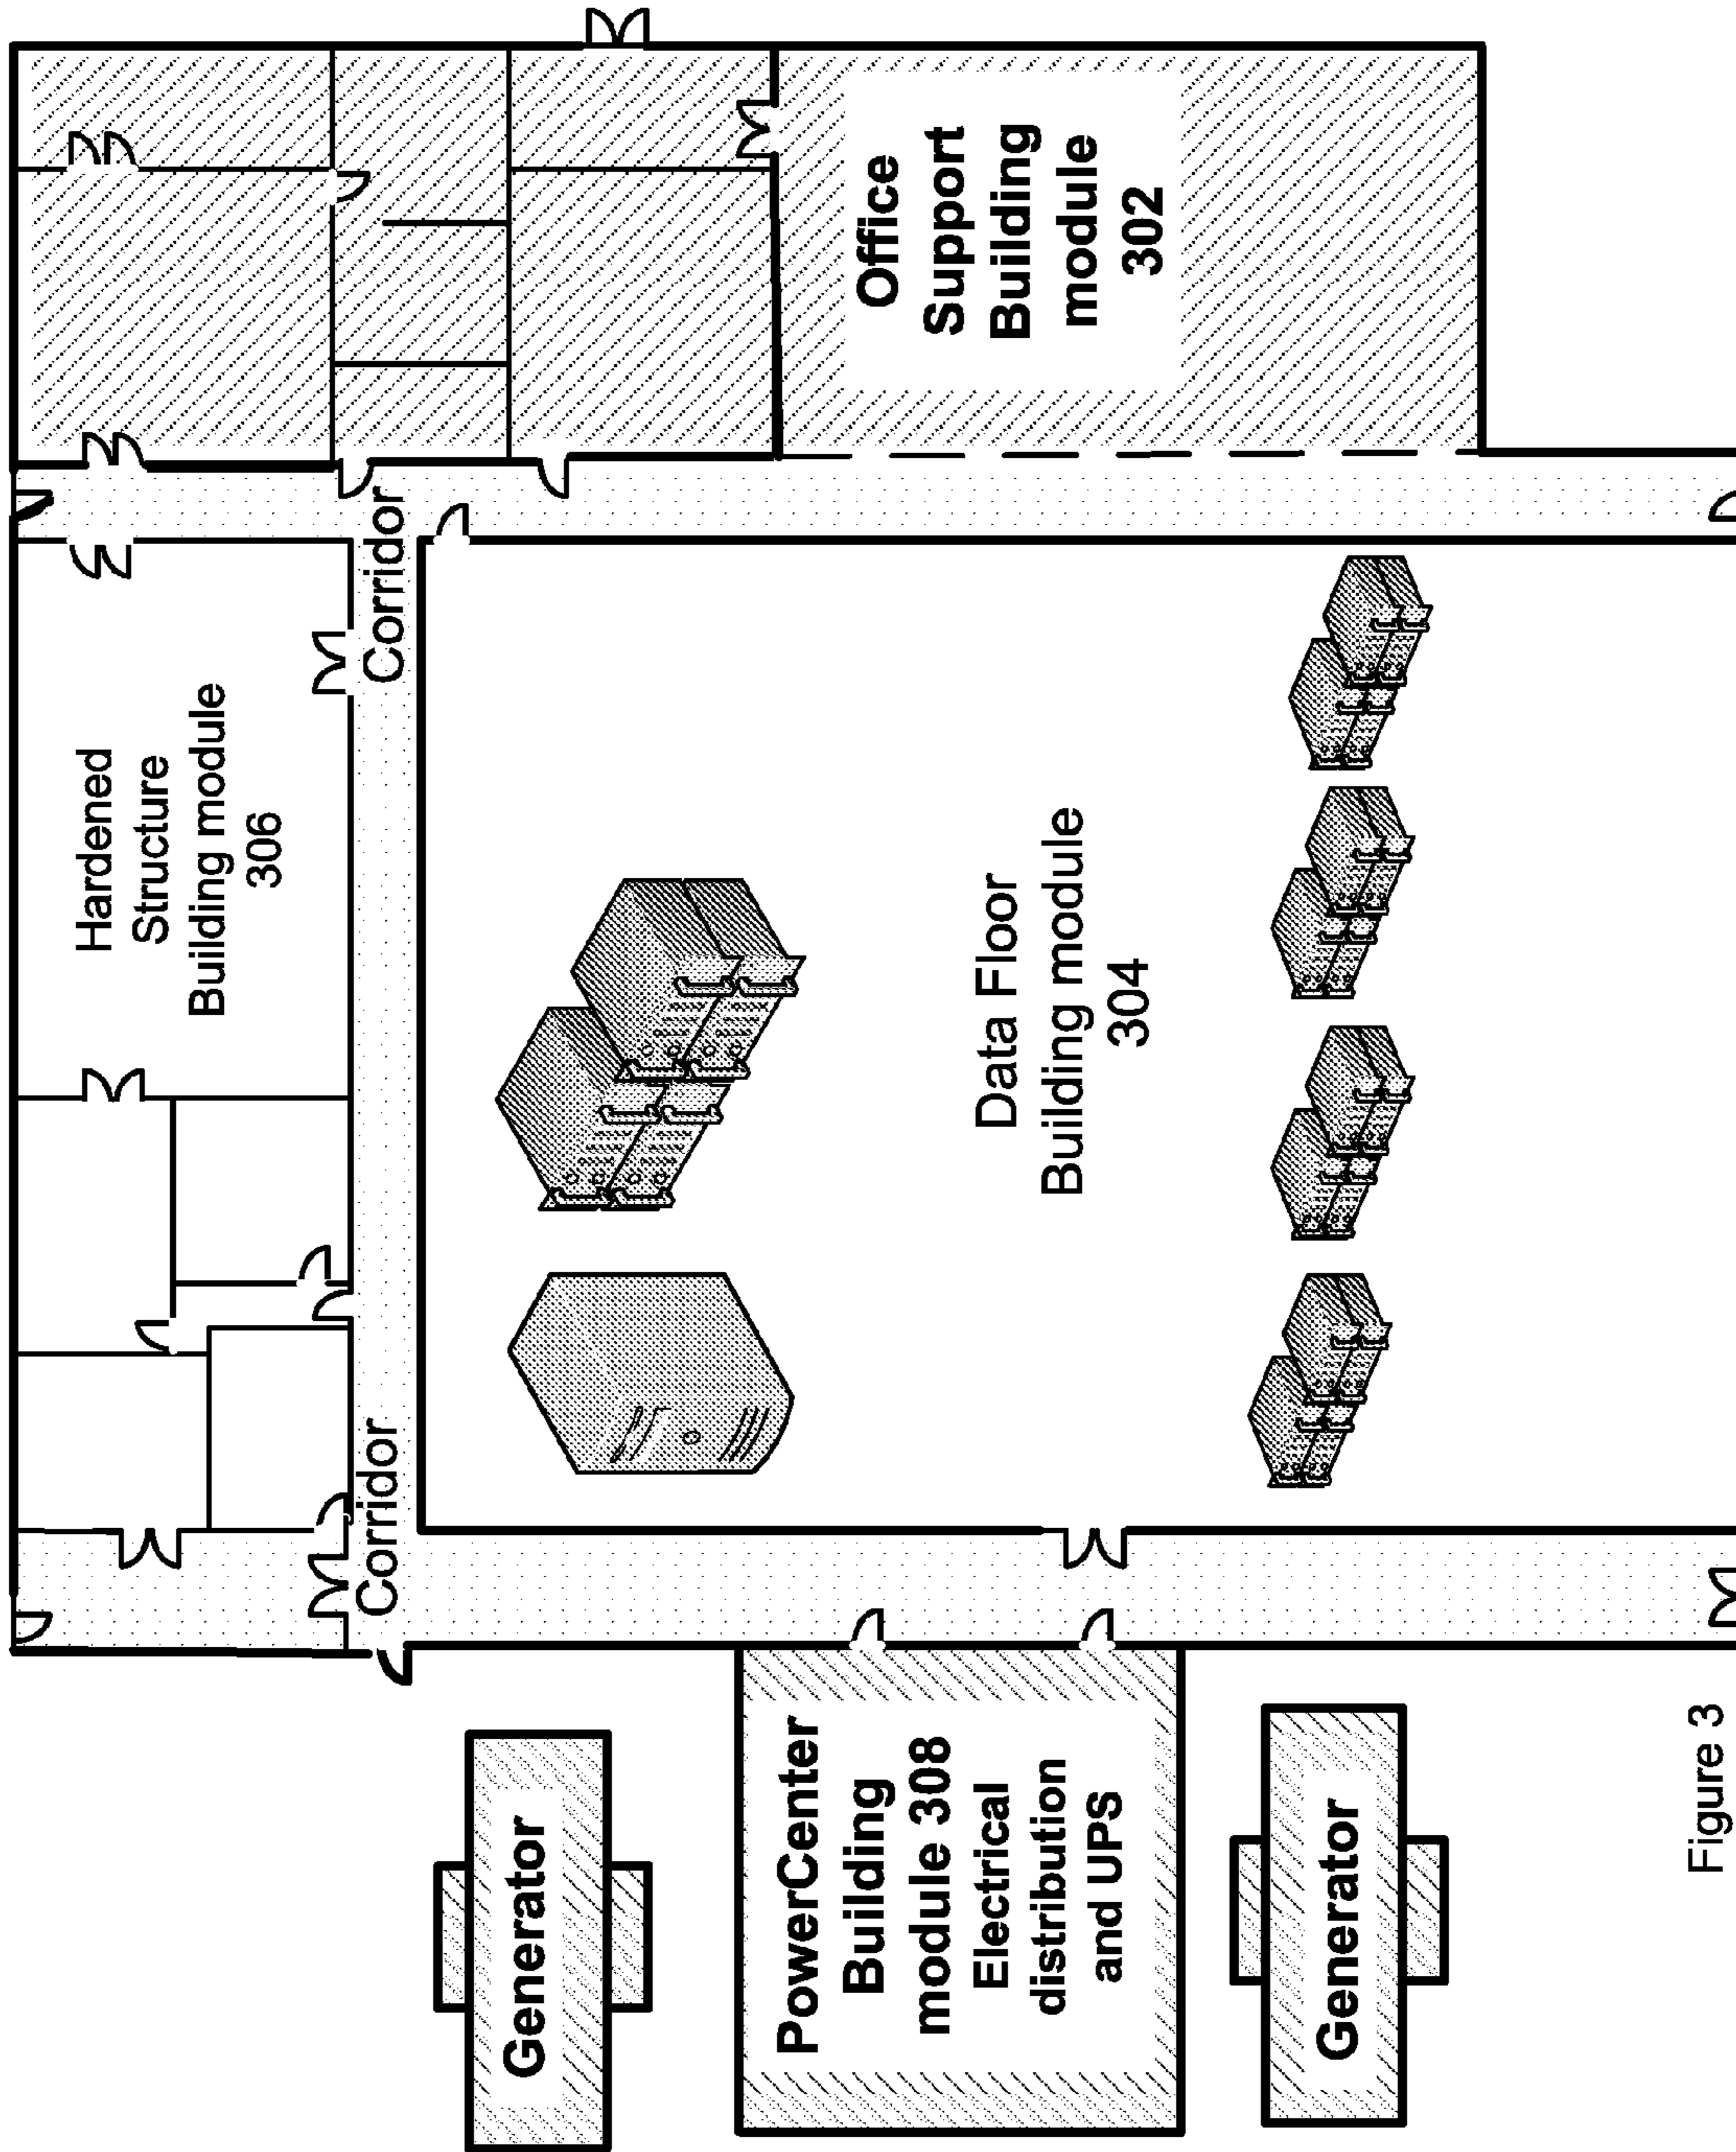 Hardened
Structure
Building module
306
Corridor
Corridor
Office
Support
Building
module
302
Data Floor
Building module
304
Generator
PowerCenter
Building
module 308
Electrical
distribution
and UPS
Generator
Figure 3